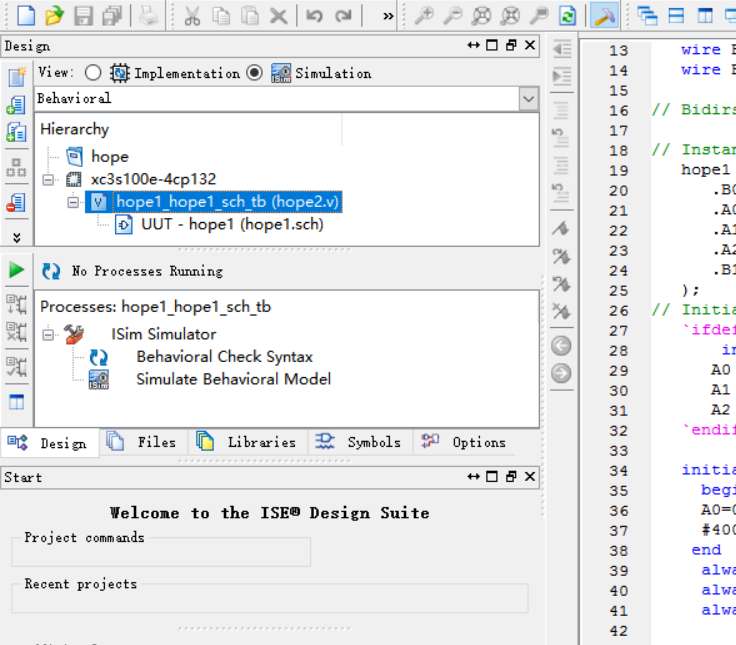 »
Design
View: Implementation Simulation
Behavioral
Hierarchy
hope
xc3s100e-4cp132
V hope1_hope1_sch_tb (hope2.v)
UUT - hope1 (hope1.sch)
No Processes Running
Processes: hope1_hope1_sch_tb
ISim Simulator
Behavioral Check Syntax
Simulate Behavioral Model
Design Files Libraries Symbols Options
Start
Welcome to the ISE® Design Suite
Project commands
Recent projects
13 wire
14 wire
15
16 // Bidirs
17
18 // Instan
19 hope1
20 .B0
21 .A0
22 .A1
23 .A2
24 .B1
25 );
26 // Initia
27 `ifdef
28 in
29 A0
30 A1
31 A2
32 `endif
33
34 initia
35 begi
36 A0=0
37 #400
38 end
39 alwa
40 alwa
41 alwa
42